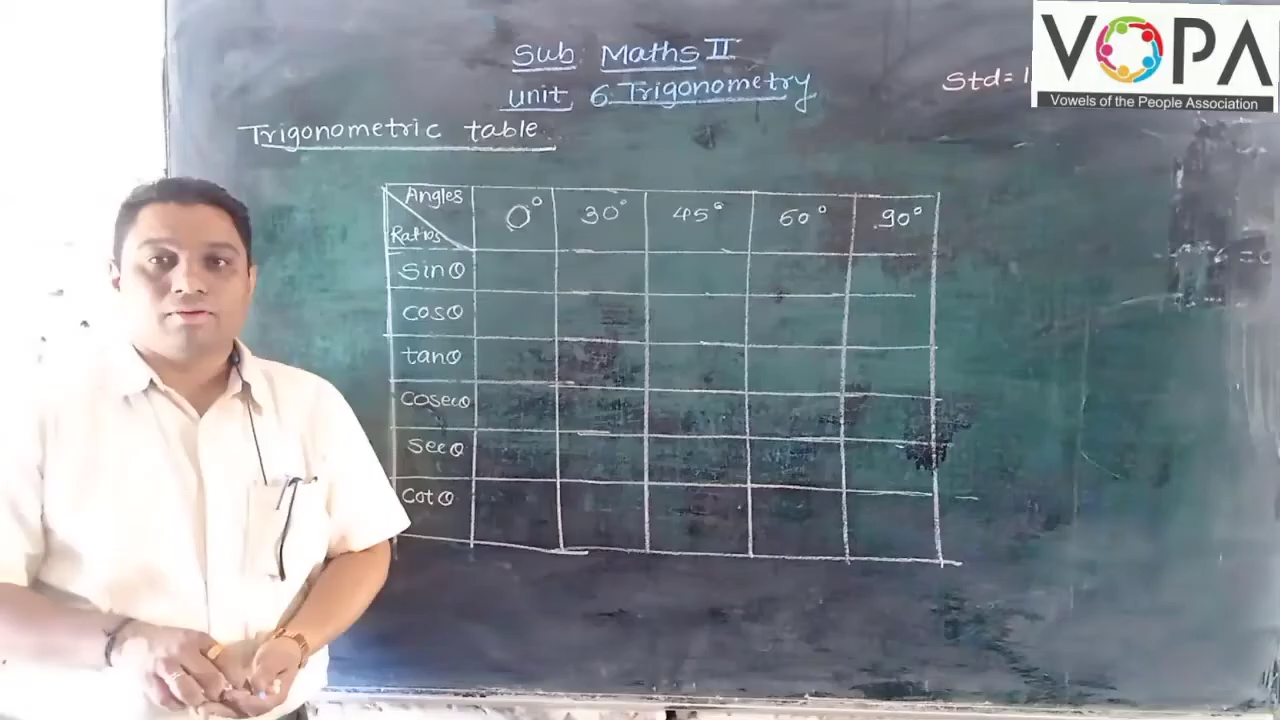 Sub Maths II
Unit 6 Trigonometry
Std = 1
VOPA
Vowels of the People Association
Trigonometric table
Angles
Ratios
0° 30° 45° 60° 90°
sinθ
cosθ
tanθ
cosecθ
secθ
cotθ